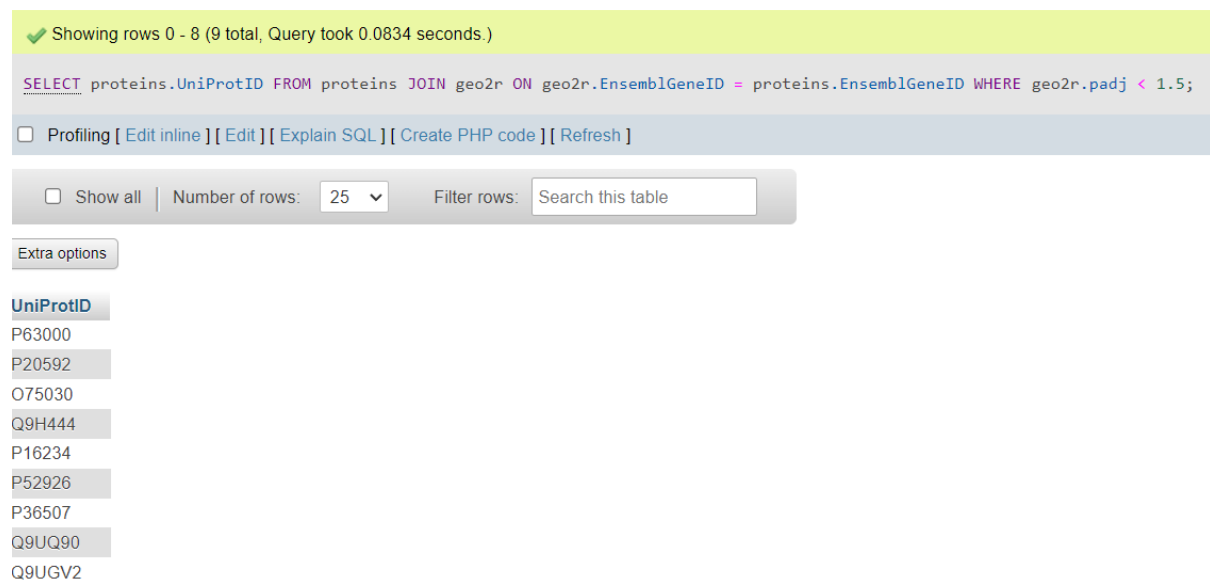 Showing rows 0 - 8 (9 total, Query took 0.0834 seconds.)
SELECT proteins.UniProtID FROM proteins JOIN geo2r ON geo2r.EnsemblGeneID = proteins.EnsemblGeneID WHERE geo2r.padj < 1.5;
Profiling [ Edit inline ] [ Edit ] [ Explain SQL ] [ Create PHP code ] [ Refresh ]
Show all | Number of rows: 25 Filter rows: Search this table
Extra options
UniProtID
P63000
P20592
O75030
Q9H444
P16234
P52926
P36507
Q9UQ90
Q9UGV2